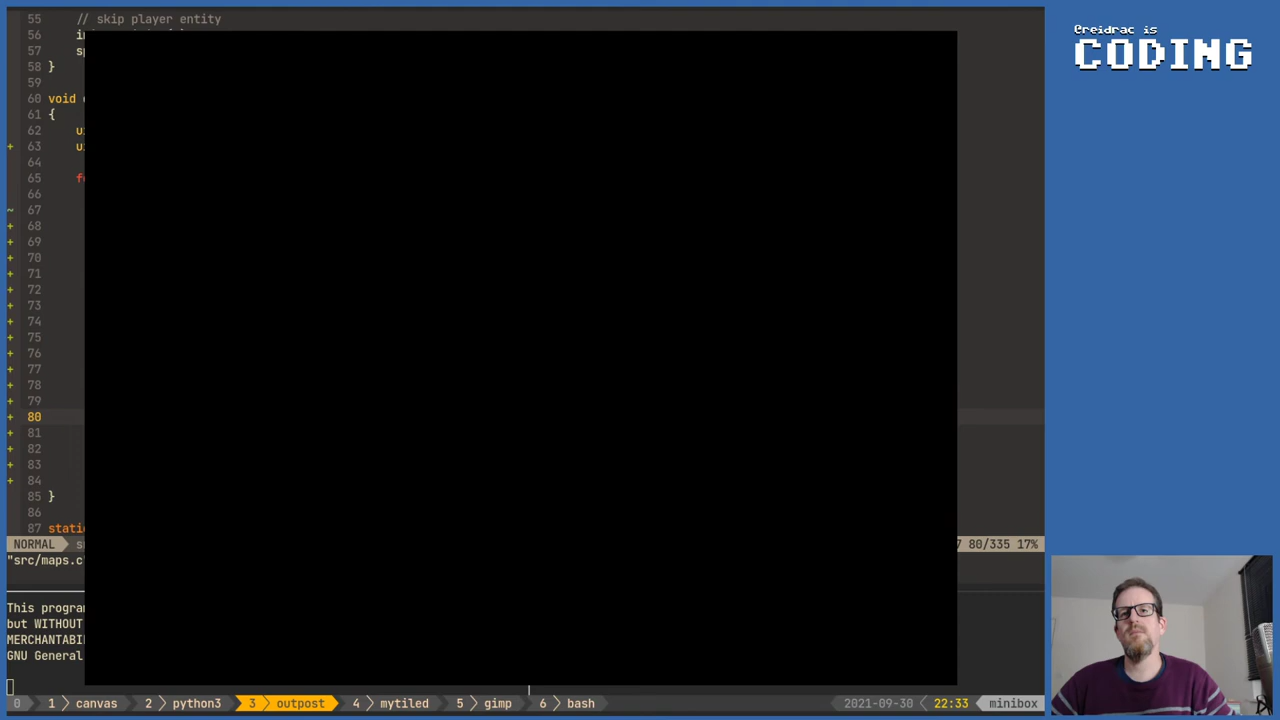 @reidrac is
CODING
55 // skip player entity
56
57
58 }
59
60 void
61 {
62
+ 63
64
65
66
~ 67
+ 68
+ 69
+ 70
+ 71
+ 72
+ 73
+ 74
+ 75
+ 76
+ 77
+ 78
+ 79
+ 80
+ 81
+ 82
+ 83
+ 84
85 }
86
87 stati
NORMAL 80/335 17%
"src/maps.c
This progra
but WITHOUT
MERCHANTABI
GNU General
0 1 canvas 2 python3 3 outpost 4 mytiled 5 gimp 6 bash 2021-09-30 22:33 minibox